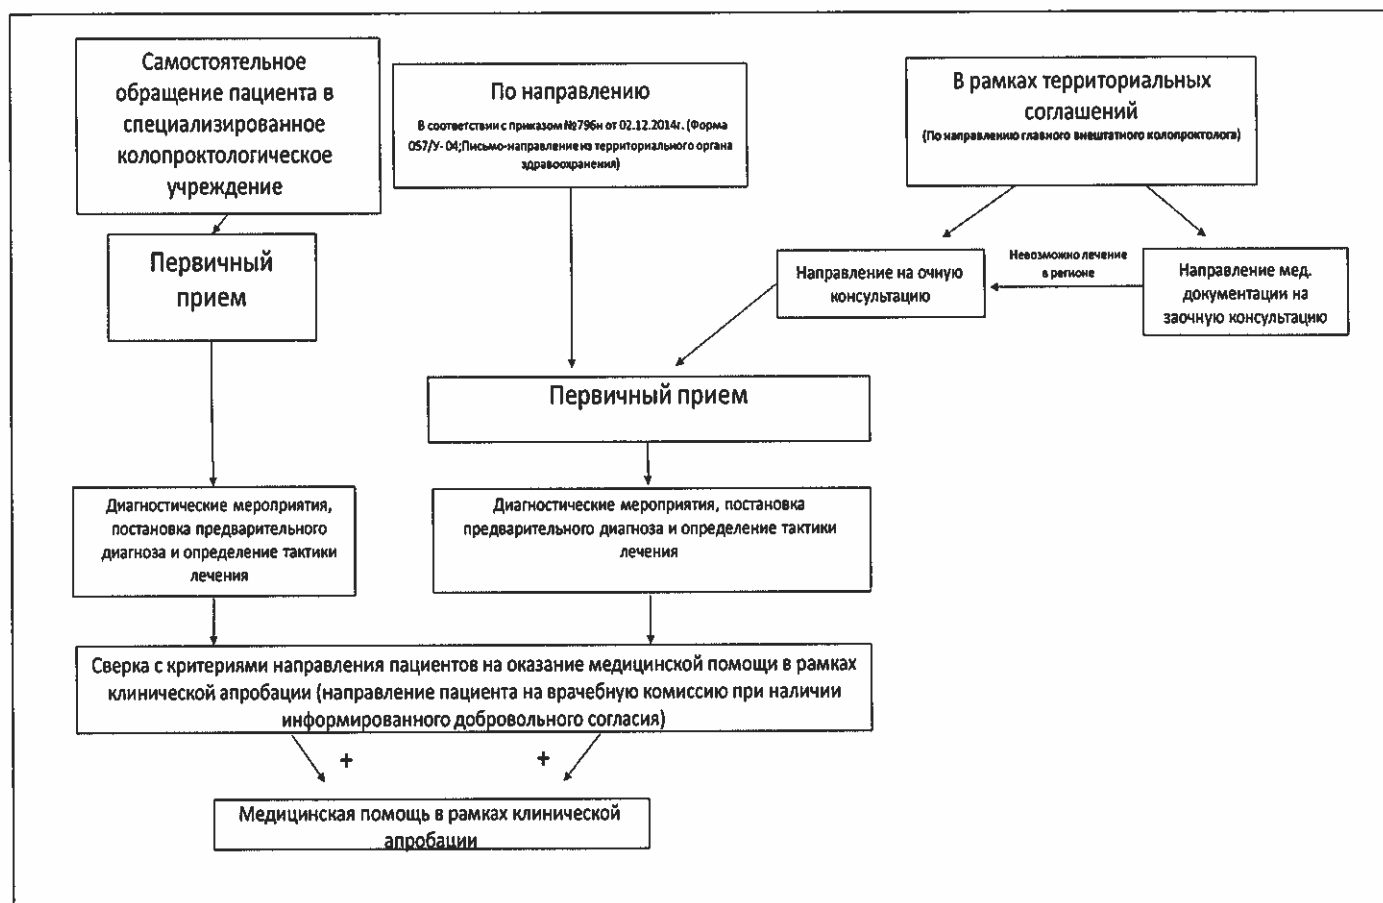 Самостоятельное
обращение пациента в
специализированное
колопроктологическое
учреждение
По направлению
В соответствии с приказом №796н от 02.12.2014г. (Форма
057/У- 04;Письмо-направление из территориального органа
здравоохранения)
В рамках территориальных
соглашений
(По направлению главного внештатного колопроктолога)
Первичный
прием
Направление на очную
консультацию
Невозможно лечение
в регионе
Направление мед.
документации на
заочную консультацию
Первичный прием
Диагностические мероприятия,
постановка предварительного
диагноза и определение тактики
лечения
Диагностические мероприятия, постановка
предварительного диагноза и определение тактики
лечения
Сверка с критериями направления пациентов на оказание медицинской помощи в рамках
клинической апробации (направление пациента на врачебную комиссию при наличии
информированного добровольного согласия)
+ +
Медицинская помощь в рамках клинической
апробации